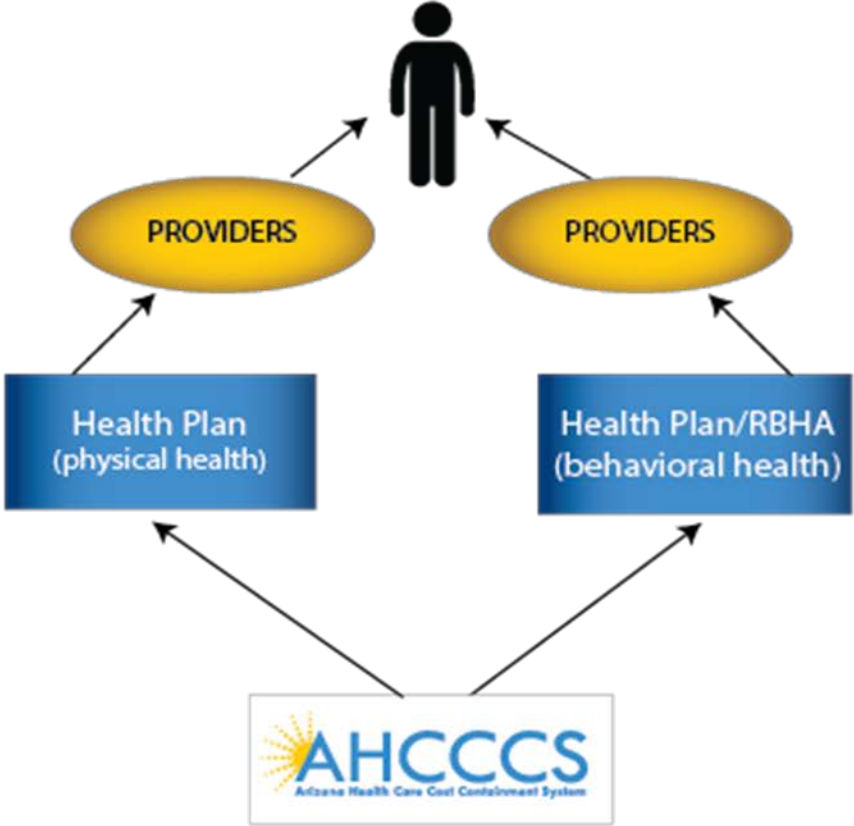 PROVIDERS
PROVIDERS
Health Plan
(physical health)
Health Plan/RBHA
(behavioral health)
AHCCCS
Arizona Health Care Cost Containment System